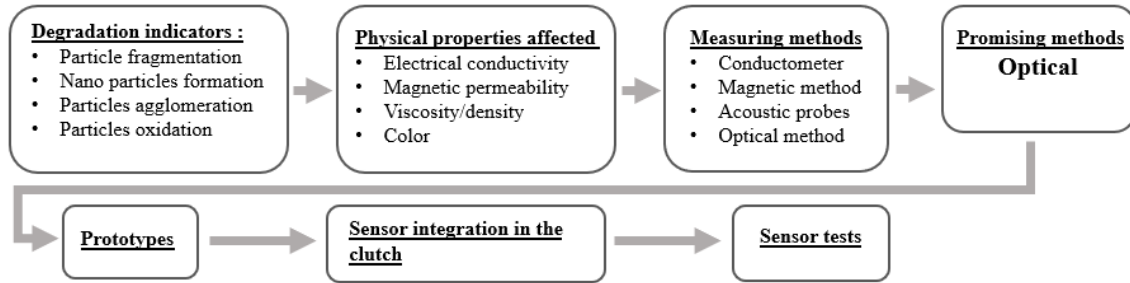 Degradation indicators :
• Particle fragmentation
• Nano particles formation
• Particles agglomeration
• Particles oxidation
Physical properties affected
• Electrical conductivity
• Magnetic permeability
• Viscosity/density
• Color
Measuring methods
• Conductometer
• Magnetic method
• Acoustic probes
• Optical method
Promising methods
Optical
Prototypes
Sensor integration in the
clutch
Sensor tests